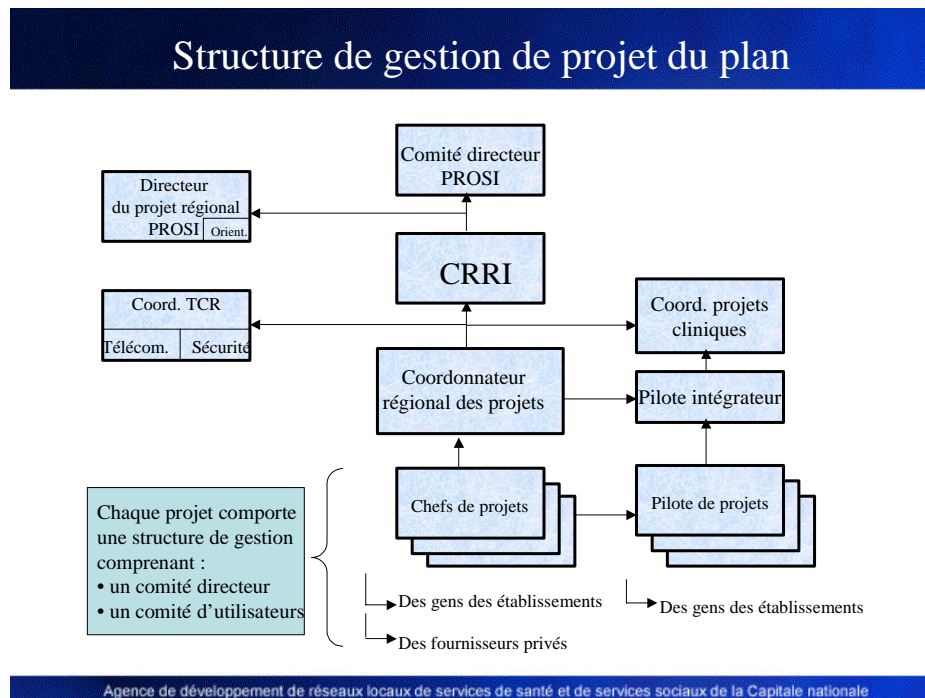 Structure de gestion de projet du plan
Comité directeur
PROSI
Directeur
du projet régional
PROSI
Orient.
CRRI
Coord. TCR
Télécom.
Sécurité
Coord. projets
cliniques
Coordonnateur
régional des projets
Pilote intégrateur
Chefs de projets
Pilote de projets
Chaque projet comporte
une structure de gestion
comprenant :
• un comité directeur
• un comité d’utilisateurs
Des gens des établissements
Des fournisseurs privés
Des gens des établissements
Agence de développement de réseaux locaux de services de santé et de services sociaux de la Capitale nationale